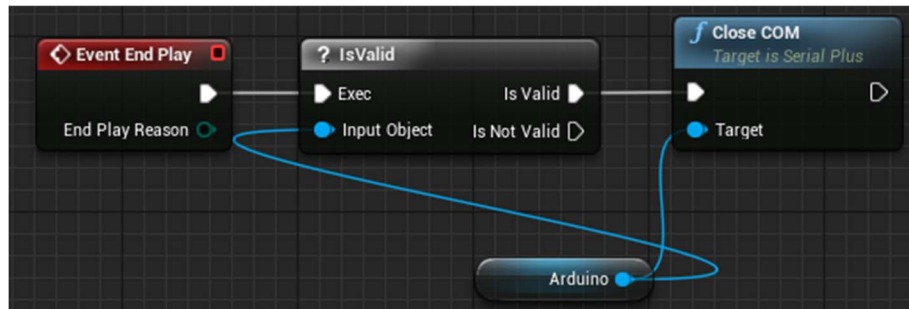 Event End Play
End Play Reason
? IsValid
Exec
Is Valid
Input Object
Is Not Valid
f Close COM
Target is Serial Plus
Target
Arduino